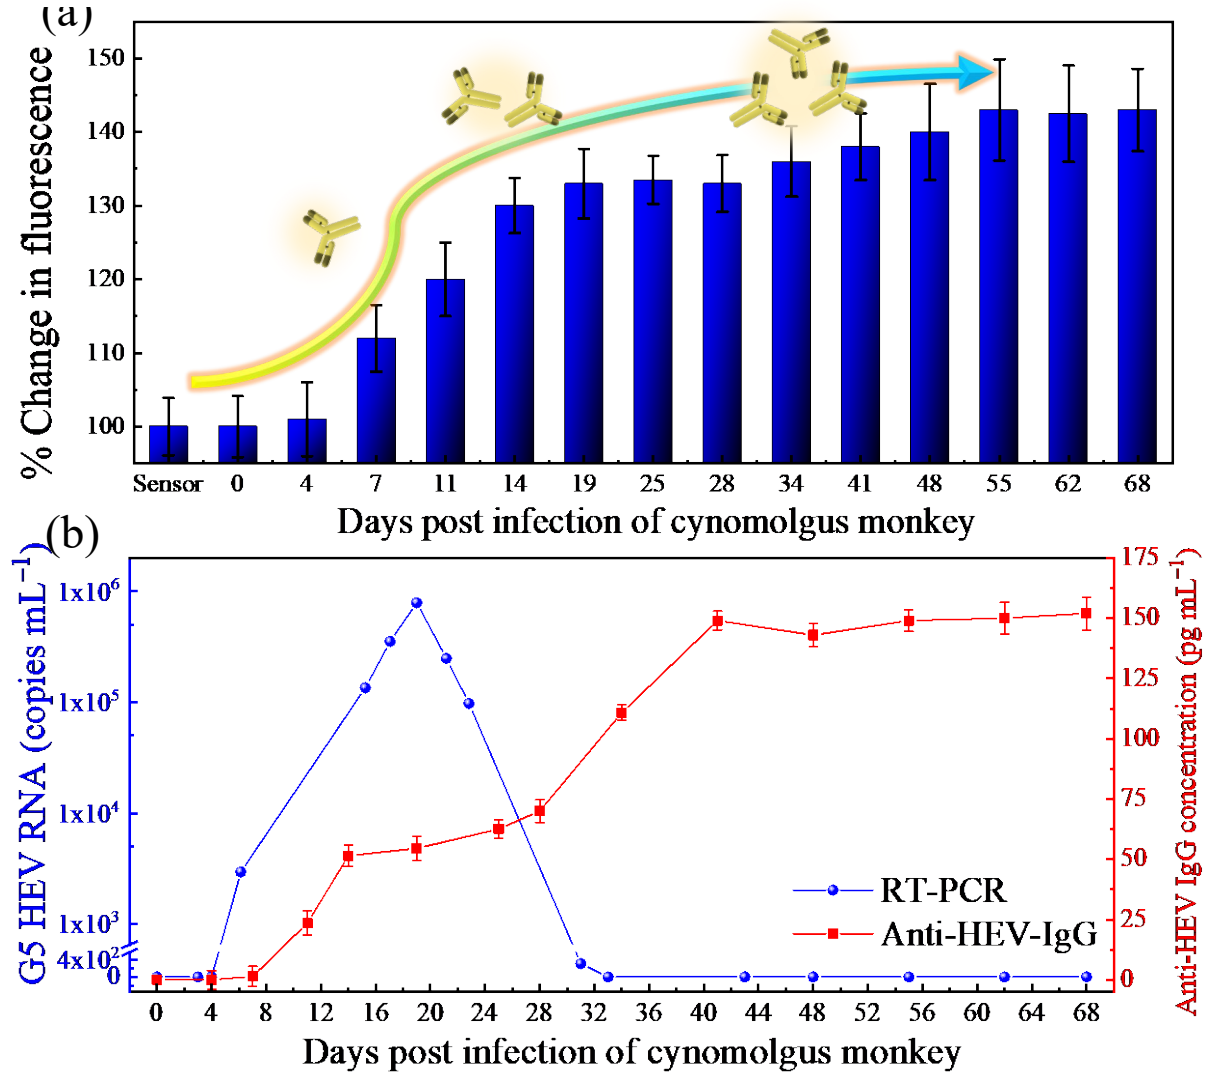 (a)
% Change in fluorescence
150
140
130
120
110
100
Sensor 0 4 7 11 14 19 25 28 34 41 48 55 62 68
Days post infection of cynomolgus monkey
(b)
G5 HEV RNA (copies mL⁻¹)
1x10⁶
1x10⁵
1x10⁴
1x10³
4x10²
0
175
150
125
100
75
50
25
0
Anti-HEV IgG concentration (pg mL⁻¹)
RT-PCR
Anti-HEV-IgG
0 4 8 12 16 20 24 28 32 36 40 44 48 52 56 60 64 68
Days post infection of cynomolgus monkey